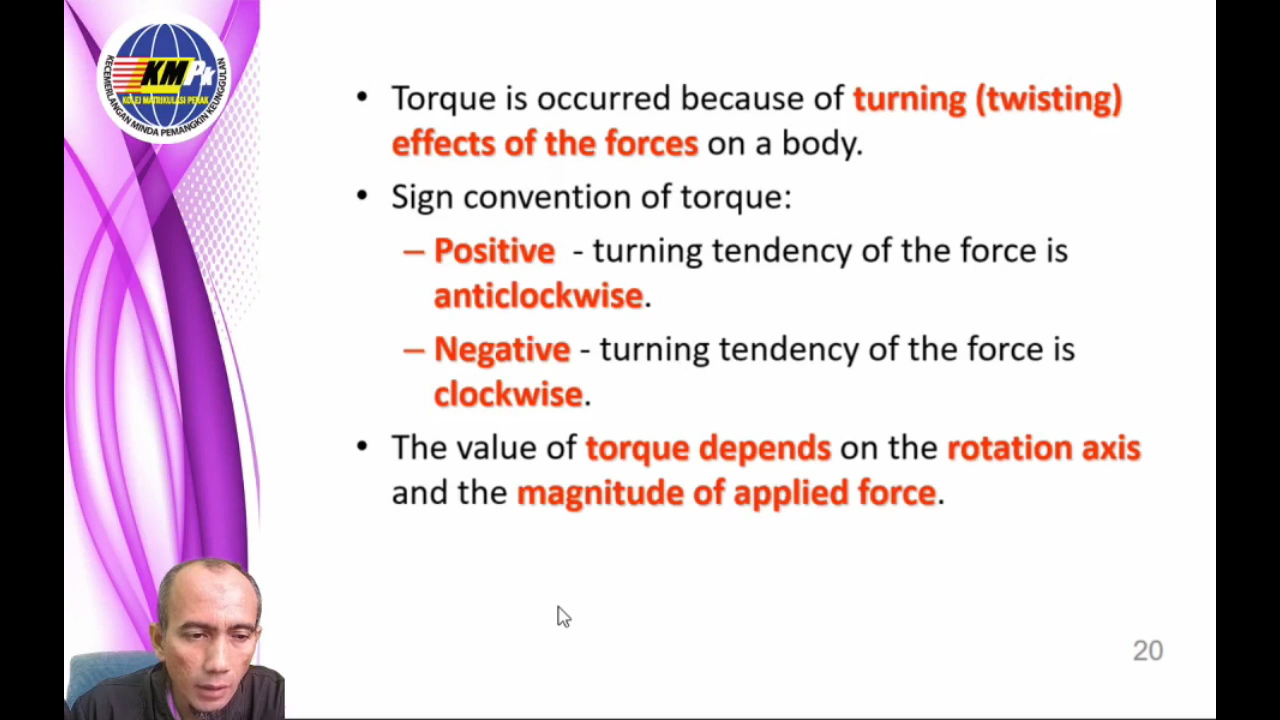 KECEMERLANGAN MINDA PEMANGKIN KEUNGGULAN
KMPk
KOLEJ MATRIKULASI PERAK
• Torque is occurred because of turning (twisting)
effects of the forces on a body.
• Sign convention of torque:
– Positive - turning tendency of the force is
anticlockwise.
– Negative - turning tendency of the force is
clockwise.
• The value of torque depends on the rotation axis
and the magnitude of applied force.
20